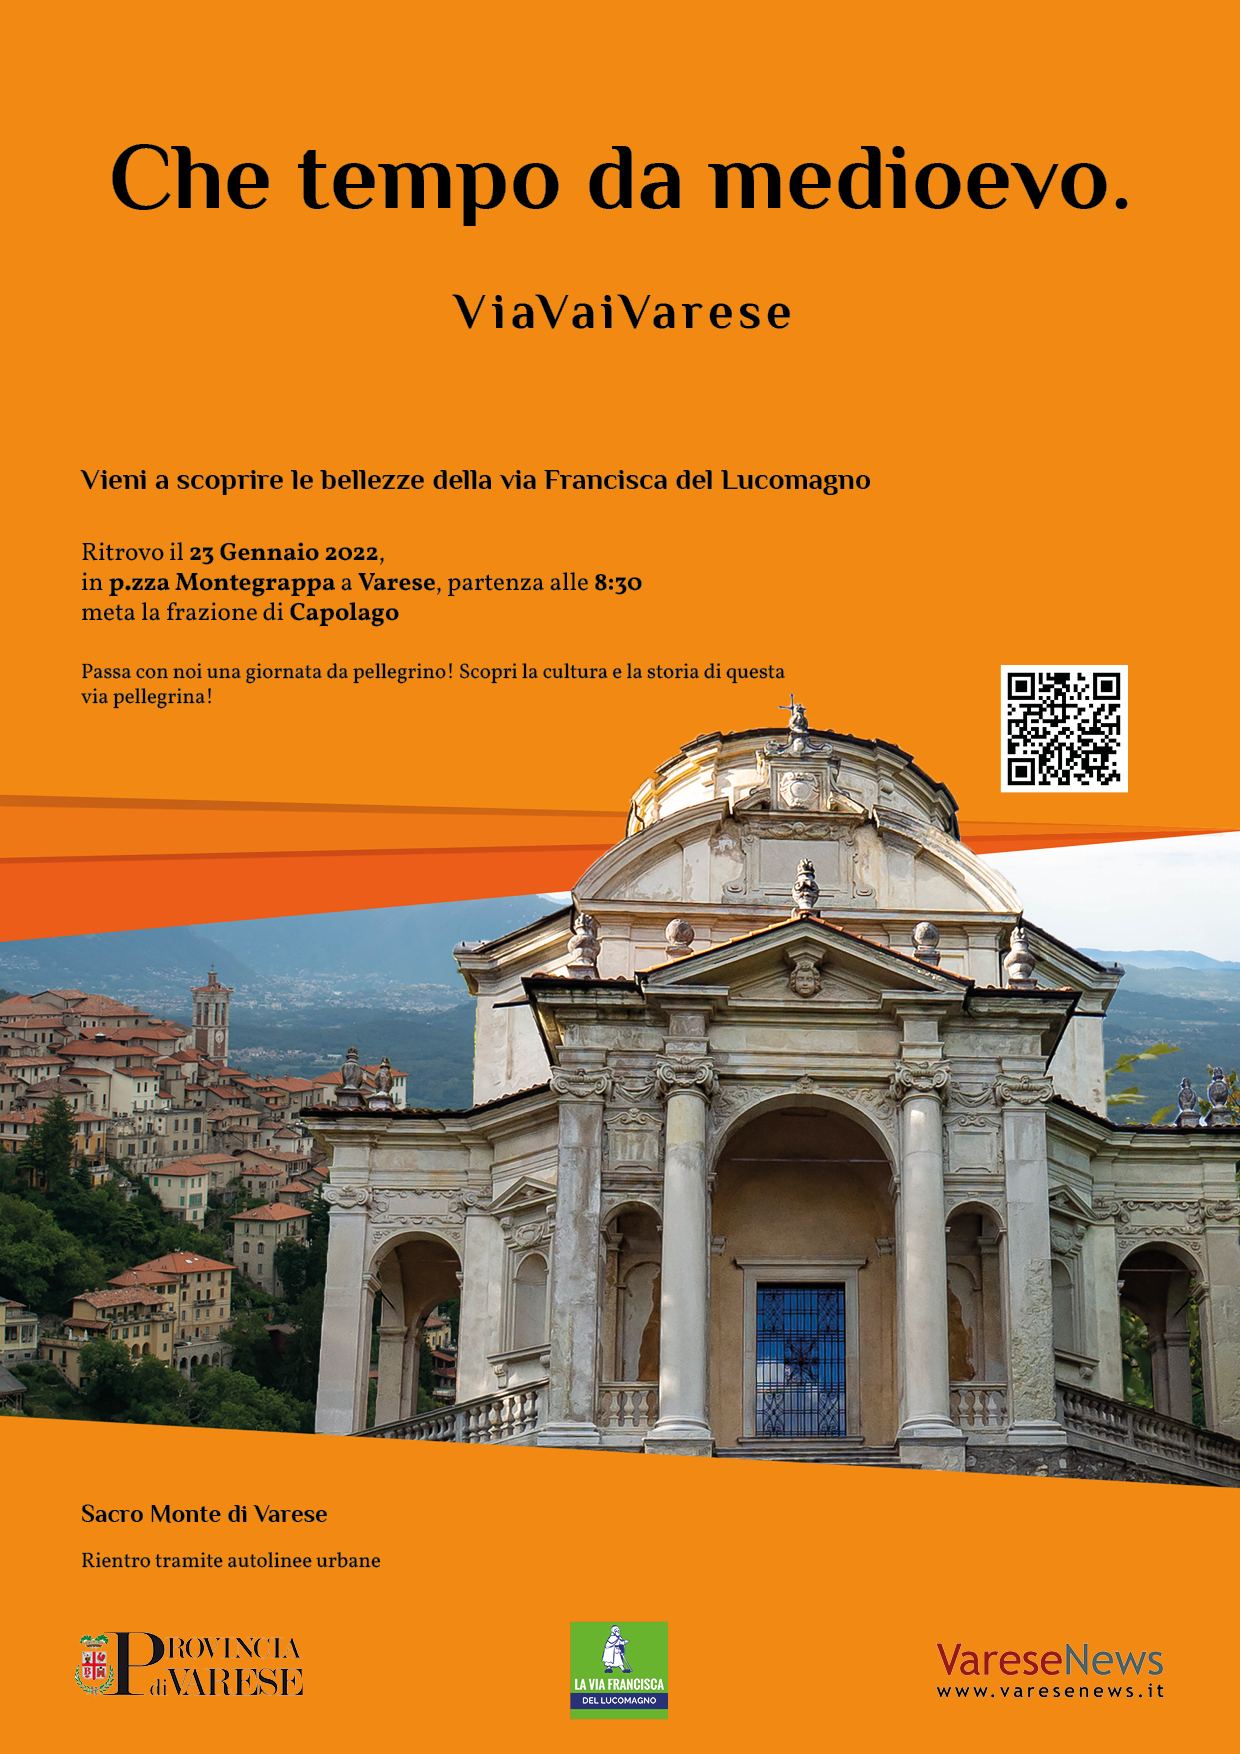 Che tempo da medioevo.
ViaVaiVarese
Vieni a scoprire le bellezze della via Francisca del Lucomagno
Ritrovo il 23 Gennaio 2022,
in p.zza Montegrappa a Varese, partenza alle 8:30
meta la frazione di Capolago
Passa con noi una giornata da pellegrino! Scopri la cultura e la storia di questa
via pellegrina!
Sacro Monte di Varese
Rientro tramite autolinee urbane
PROVINCIA
di VARESE
LA VIA FRANCISCA
DEL LUCOMAGNO
VareseNews
www.varesenews.it